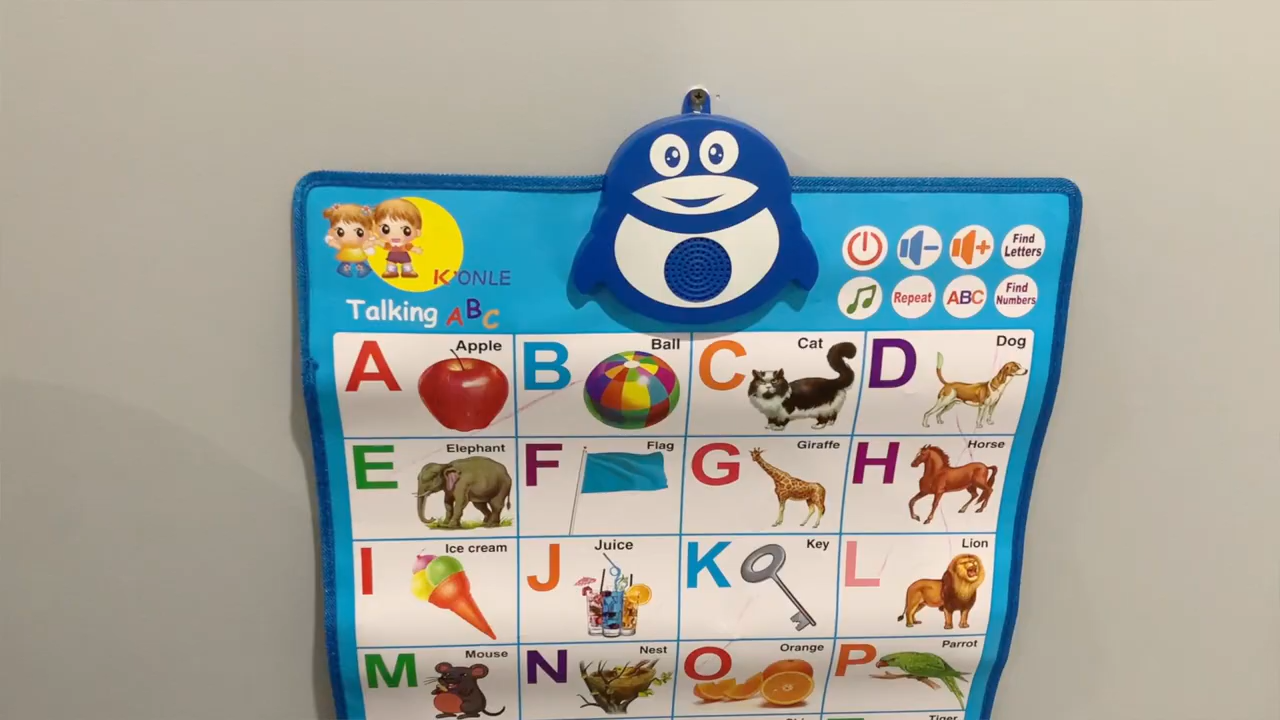 K'ONLE
Talking ABC
Find
Letters
Repeat
ABC
Find
Numbers
A Apple
B Ball
C Cat
D Dog
E Elephant
F Flag
G Giraffe
H Horse
I Ice cream
J Juice
K Key
L Lion
M Mouse
N Nest
O Orange
P Parrot
Tiger